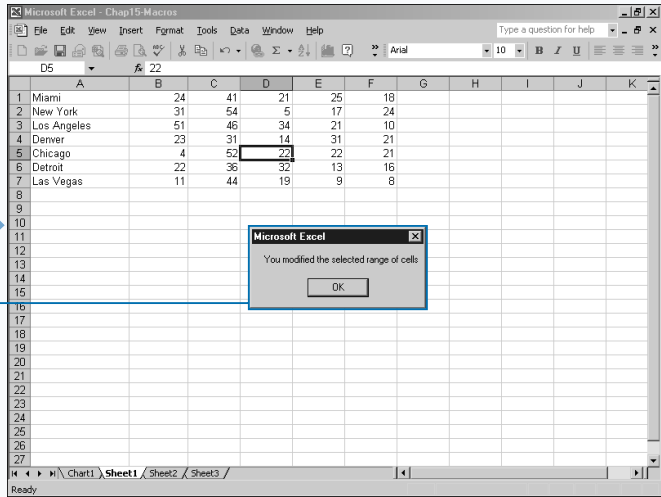 Microsoft Excel - Chap15-Macros
File Edit View Insert Format Tools Data Window Help Type a question for help
Arial 10 B I U
D5 fx 22
A B C D E F G H I J K
1 Miami 24 41 21 25 18
2 New York 31 54 5 17 24
3 Los Angeles 51 46 34 21 10
4 Denver 23 31 14 31 21
5 Chicago 4 52 22 22 21
6 Detroit 22 36 32 13 16
7 Las Vegas 11 44 19 9 8
8
9
10
11
12
13
14
15
16
17
18
19
20
21
22
23
24
25
26
27
Microsoft Excel
You modified the selected range of cells
OK
Chart1 Sheet1 Sheet2 Sheet3
Ready